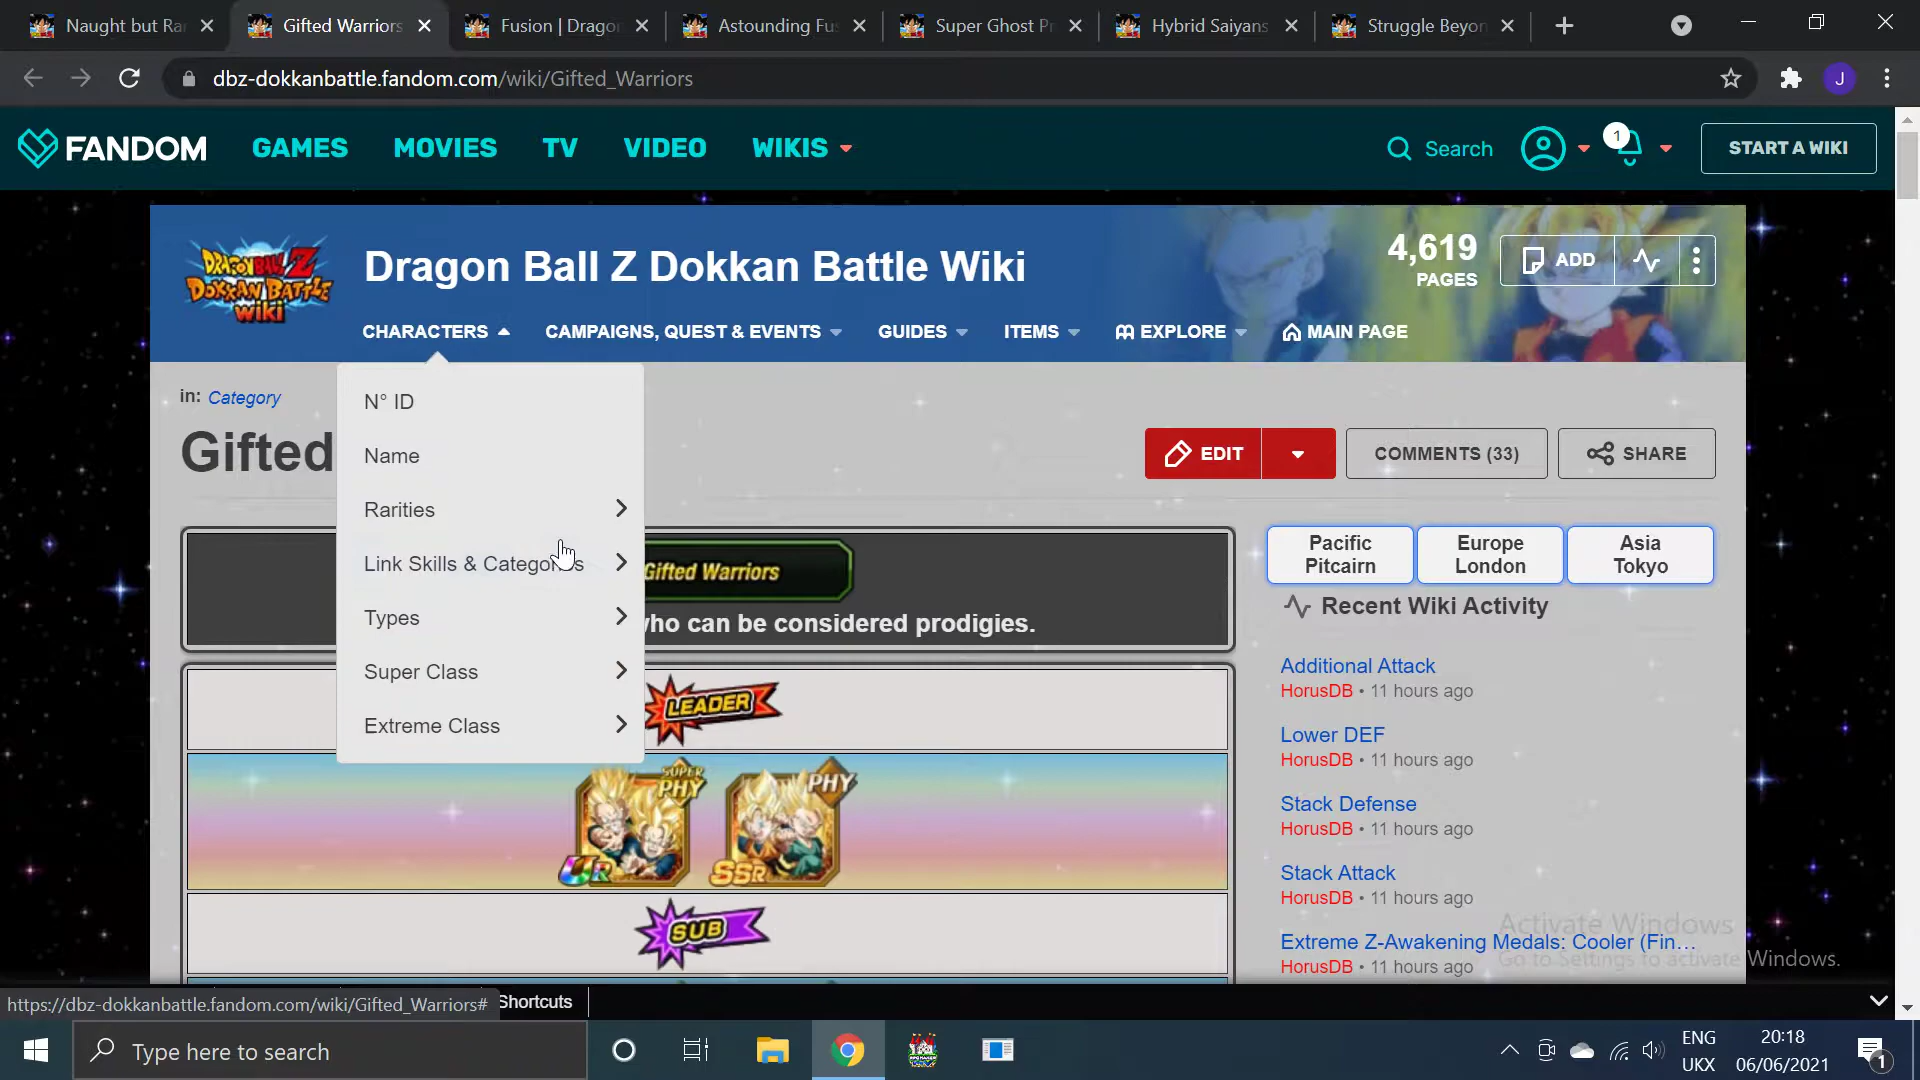 Naught but Ra
Gifted Warriors
Fusion | Drago
Astounding Fu
Super Ghost P
Hybrid Saiyans
Struggle Beyo
dbz-dokkanbattle.fandom.com/wiki/Gifted_Warriors
J
FANDOM
GAMES
MOVIES
TV
VIDEO
WIKIS
Search
1
START A WIKI
DRAGON BALL Z DOKKAN BATTLE wiki
Dragon Ball Z Dokkan Battle Wiki
4,619
PAGES
ADD
CHARACTERS
CAMPAIGNS, QUEST & EVENTS
GUIDES
ITEMS
EXPLORE
MAIN PAGE
in: Category
Gifted
EDIT
COMMENTS (33)
SHARE
N° ID
Name
Rarities
Link Skills & Categories
Types
Super Class
Extreme Class
Gifted Warriors
who can be considered prodigies.
LEADER
SUPER PHY
UR
PHY
SSR
SUB
Pacific
Pitcairn
Europe
London
Asia
Tokyo
Recent Wiki Activity
Additional Attack
HorusDB • 11 hours ago
Lower DEF
HorusDB • 11 hours ago
Stack Defense
HorusDB • 11 hours ago
Stack Attack
HorusDB • 11 hours ago
Extreme Z-Awakening Medals: Cooler (Fin...
HorusDB • 11 hours ago
Activate Windows
Go to Settings to activate Windows.
https://dbz-dokkanbattle.fandom.com/wiki/Gifted_Warriors#
Shortcuts
Type here to search
ENG
UKX
20:18
06/06/2021
1